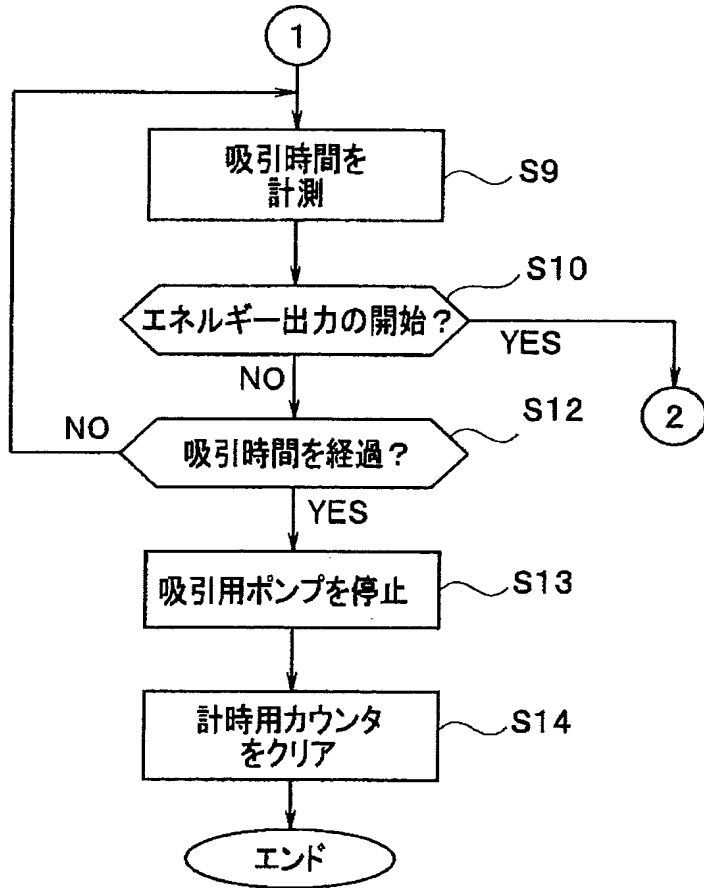 1
吸引時間を
計測
S9
S10
エネルギー出力の開始？
YES
NO
2
S12
NO
吸引時間を経過？
YES
吸引用ポンプを停止
S13
計時用カウンタ
をクリア
S14
エンド